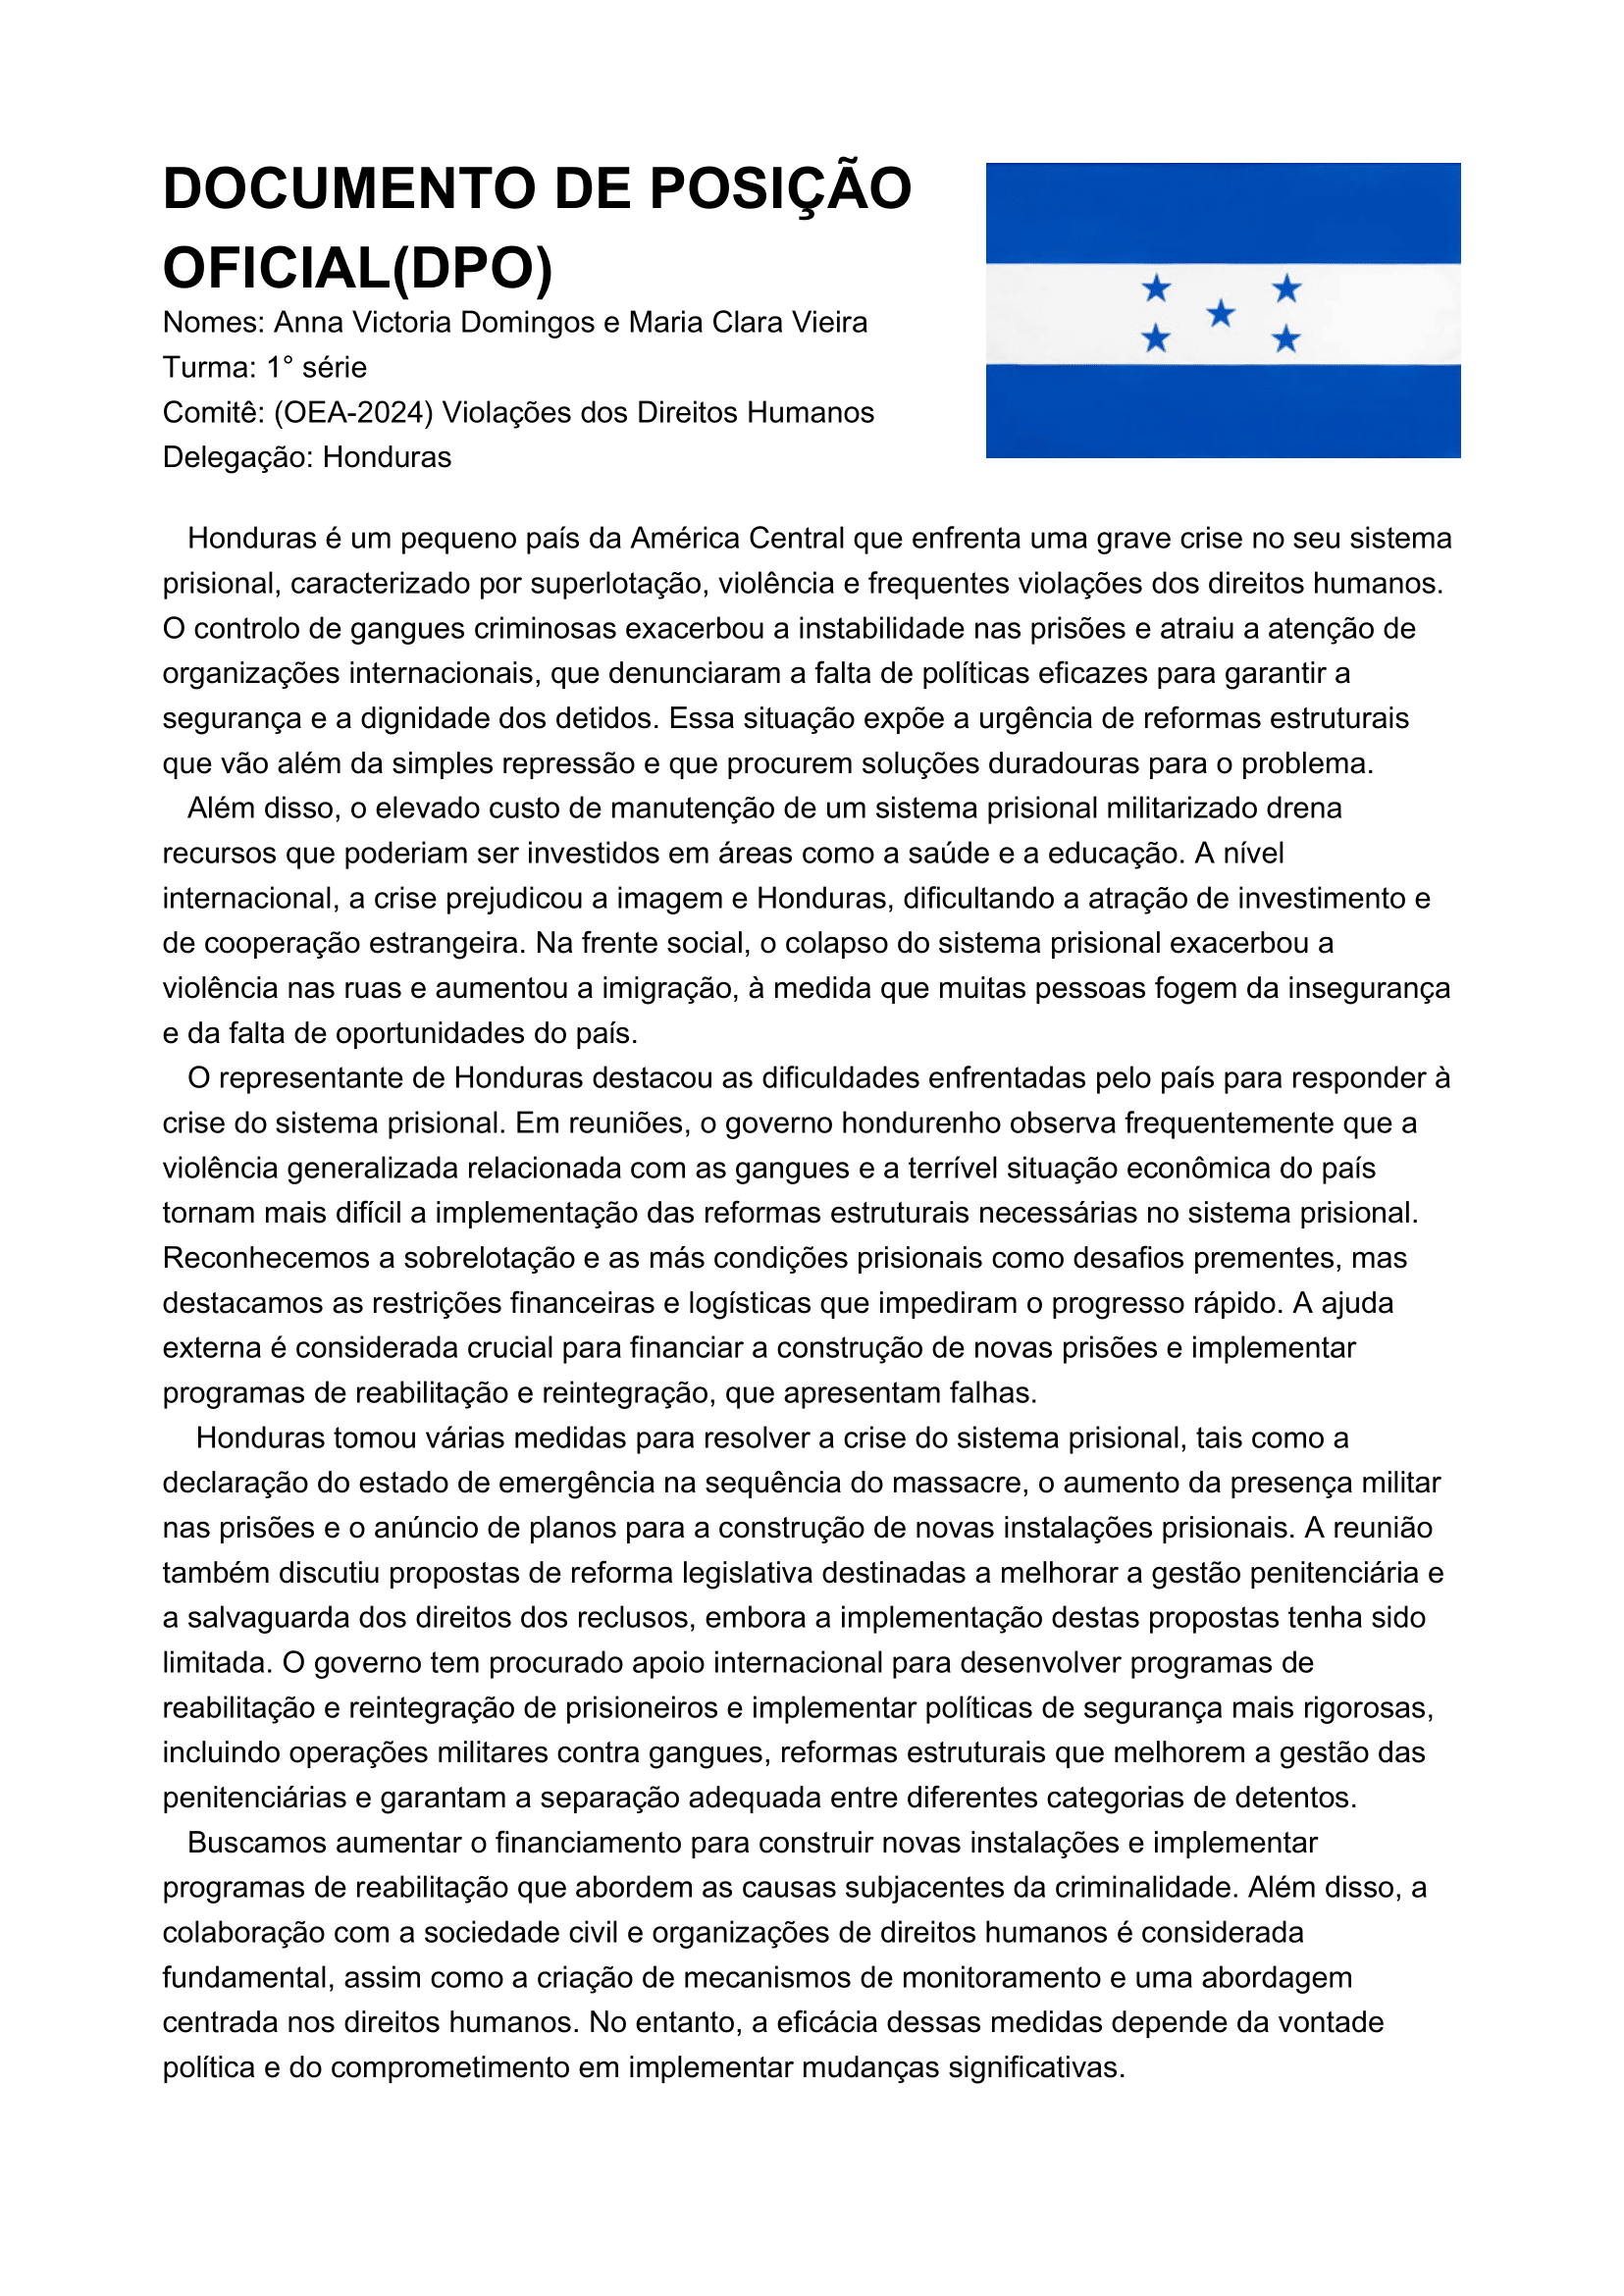 DOCUMENTO DE POSIÇÃO
OFICIAL(DPO)
Nomes: Anna Victoria Domingos e Maria Clara Vieira
Turma: 1° série
Comitê: (OEA-2024) Violações dos Direitos Humanos
Delegação: Honduras
Honduras é um pequeno país da América Central que enfrenta uma grave crise no seu sistema
prisional, caracterizado por superlotação, violência e frequentes violações dos direitos humanos.
O controlo de gangues criminosas exacerbou a instabilidade nas prisões e atraiu a atenção de
organizações internacionais, que denunciaram a falta de políticas eficazes para garantir a
segurança e a dignidade dos detidos. Essa situação expõe a urgência de reformas estruturais
que vão além da simples repressão e que procurem soluções duradouras para o problema.
Além disso, o elevado custo de manutenção de um sistema prisional militarizado drena
recursos que poderiam ser investidos em áreas como a saúde e a educação. A nível
internacional, a crise prejudicou a imagem e Honduras, dificultando a atração de investimento e
de cooperação estrangeira. Na frente social, o colapso do sistema prisional exacerbou a
violência nas ruas e aumentou a imigração, à medida que muitas pessoas fogem da insegurança
e da falta de oportunidades do país.
O representante de Honduras destacou as dificuldades enfrentadas pelo país para responder à
crise do sistema prisional. Em reuniões, o governo hondurenho observa frequentemente que a
violência generalizada relacionada com as gangues e a terrível situação econômica do país
tornam mais difícil a implementação das reformas estruturais necessárias no sistema prisional.
Reconhecemos a sobrelotação e as más condições prisionais como desafios prementes, mas
destacamos as restrições financeiras e logísticas que impediram o progresso rápido. A ajuda
externa é considerada crucial para financiar a construção de novas prisões e implementar
programas de reabilitação e reintegração, que apresentam falhas.
Honduras tomou várias medidas para resolver a crise do sistema prisional, tais como a
declaração do estado de emergência na sequência do massacre, o aumento da presença militar
nas prisões e o anúncio de planos para a construção de novas instalações prisionais. A reunião
também discutiu propostas de reforma legislativa destinadas a melhorar a gestão penitenciária e
a salvaguarda dos direitos dos reclusos, embora a implementação destas propostas tenha sido
limitada. O governo tem procurado apoio internacional para desenvolver programas de
reabilitação e reintegração de prisioneiros e implementar políticas de segurança mais rigorosas,
incluindo operações militares contra gangues, reformas estruturais que melhorem a gestão das
penitenciárias e garantam a separação adequada entre diferentes categorias de detentos.
Buscamos aumentar o financiamento para construir novas instalações e implementar
programas de reabilitação que abordem as causas subjacentes da criminalidade. Além disso, a
colaboração com a sociedade civil e organizações de direitos humanos é considerada
fundamental, assim como a criação de mecanismos de monitoramento e uma abordagem
centrada nos direitos humanos. No entanto, a eficácia dessas medidas depende da vontade
política e do comprometimento em implementar mudanças significativas.